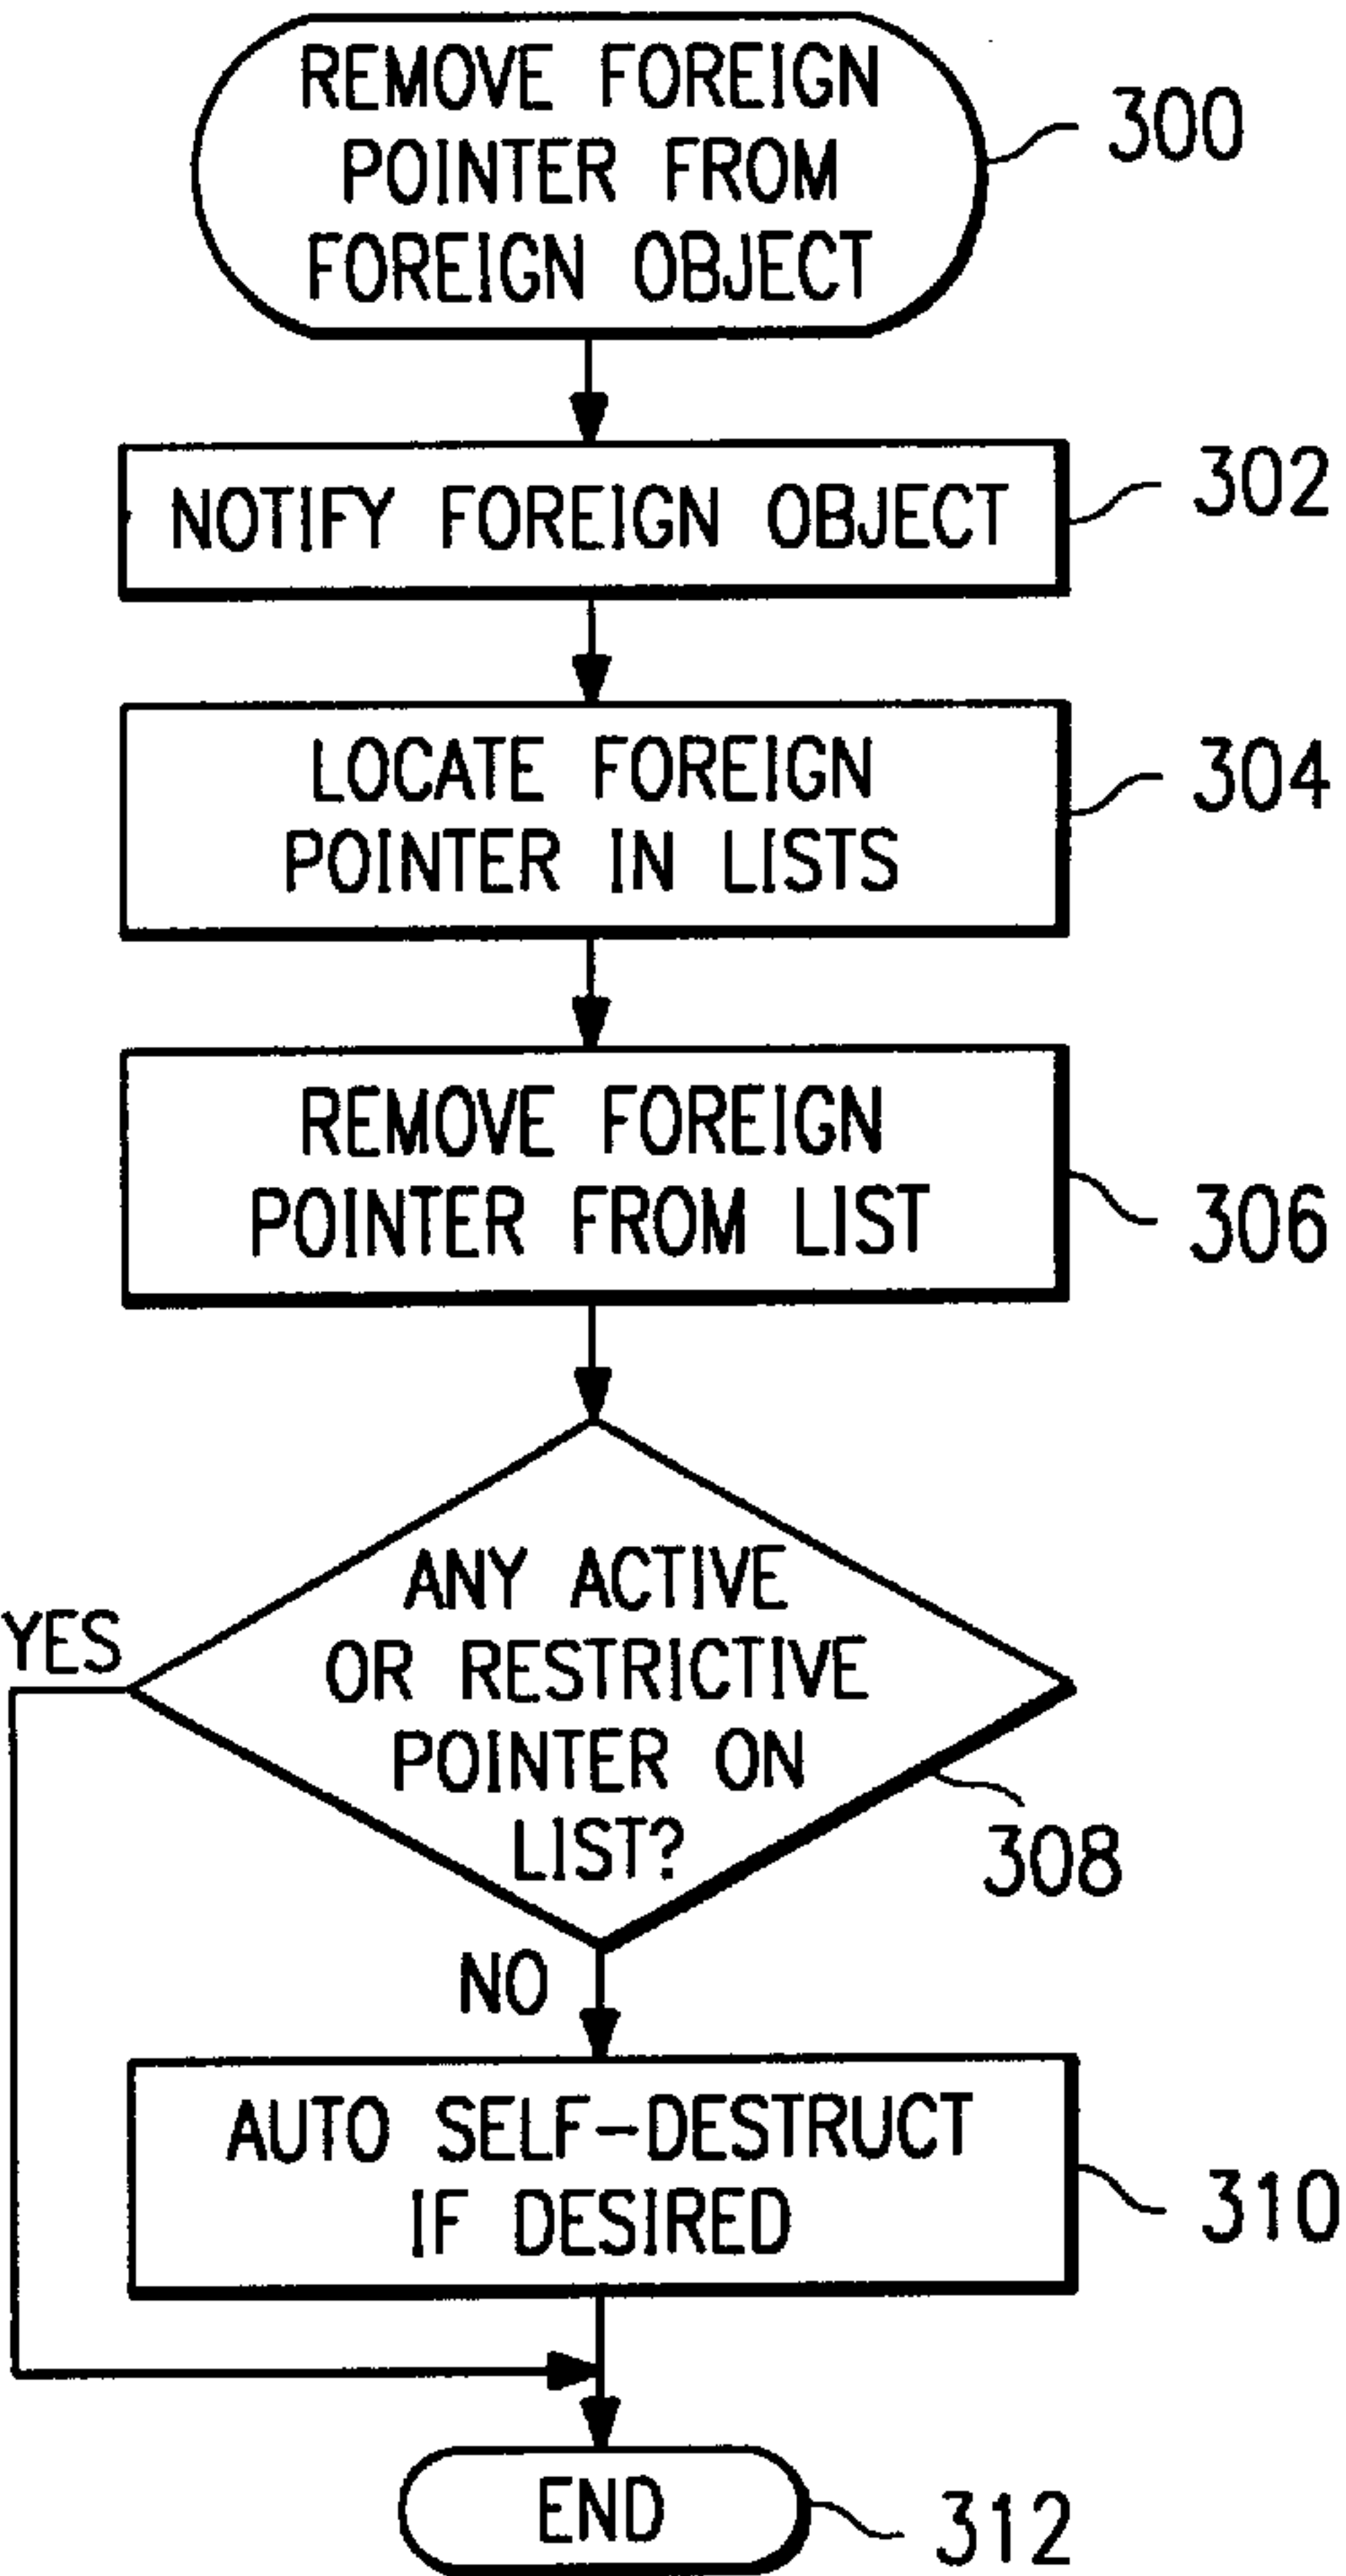 REMOVE FOREIGN
POINTER FROM
FOREIGN OBJECT
300
NOTIFY FOREIGN OBJECT
302
LOCATE FOREIGN
POINTER IN LISTS
304
REMOVE FOREIGN
POINTER FROM LIST
306
ANY ACTIVE
OR RESTRICTIVE
POINTER ON
LIST?
YES
308
NO
AUTO SELF-DESTRUCT
IF DESIRED
310
END
312